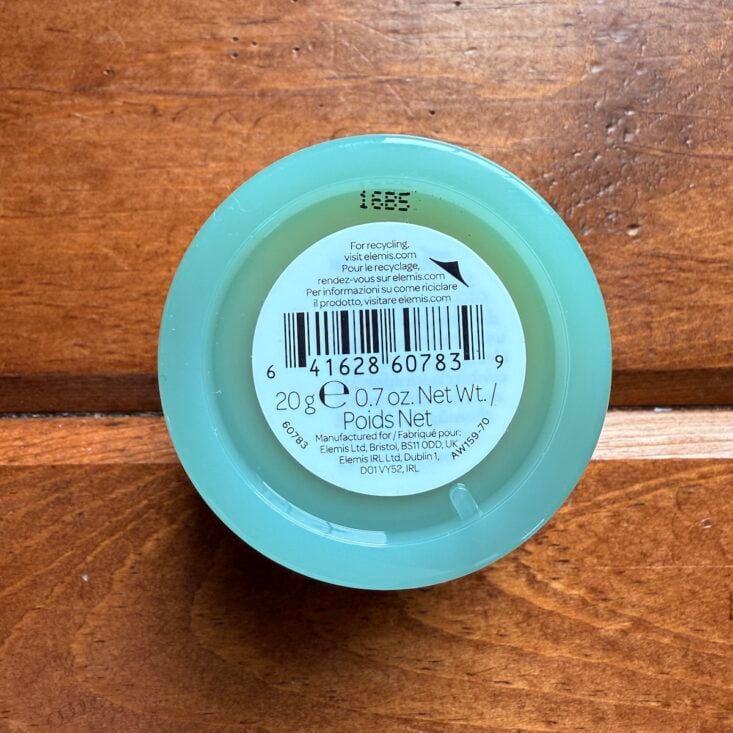 16B5
For recycling,
visit elemis.com
Pour le recyclage,
rendez-vous sur elemis.com
Per informazioni su come riciclare
il prodotto, visitare elemis.com
6 41628 60783 9
20 g e 0.7 oz. Net Wt. /
Poids Net
60783
Manufactured for / Fabriqué pour:
Elemis Ltd, Bristol, BS11 0DD, UK
Elemis IRL Ltd, Dublin 1,
D01 VY52, IRL
AW159-70